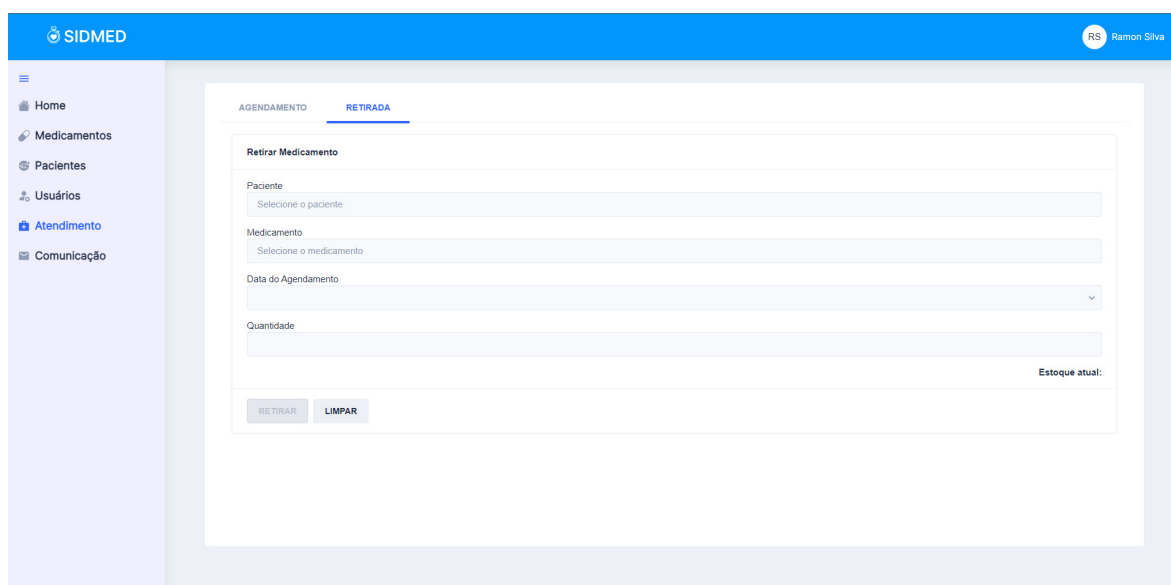 SIDMED
RS Ramon Silva
Home
Medicamentos
Pacientes
Usuários
Atendimento
Comunicação
AGENDAMENTO RETIRADA
Retirar Medicamento
Paciente
Selecione o paciente
Medicamento
Selecione o medicamento
Data do Agendamento
Quantidade
Estoque atual:
RETIRAR LIMPAR